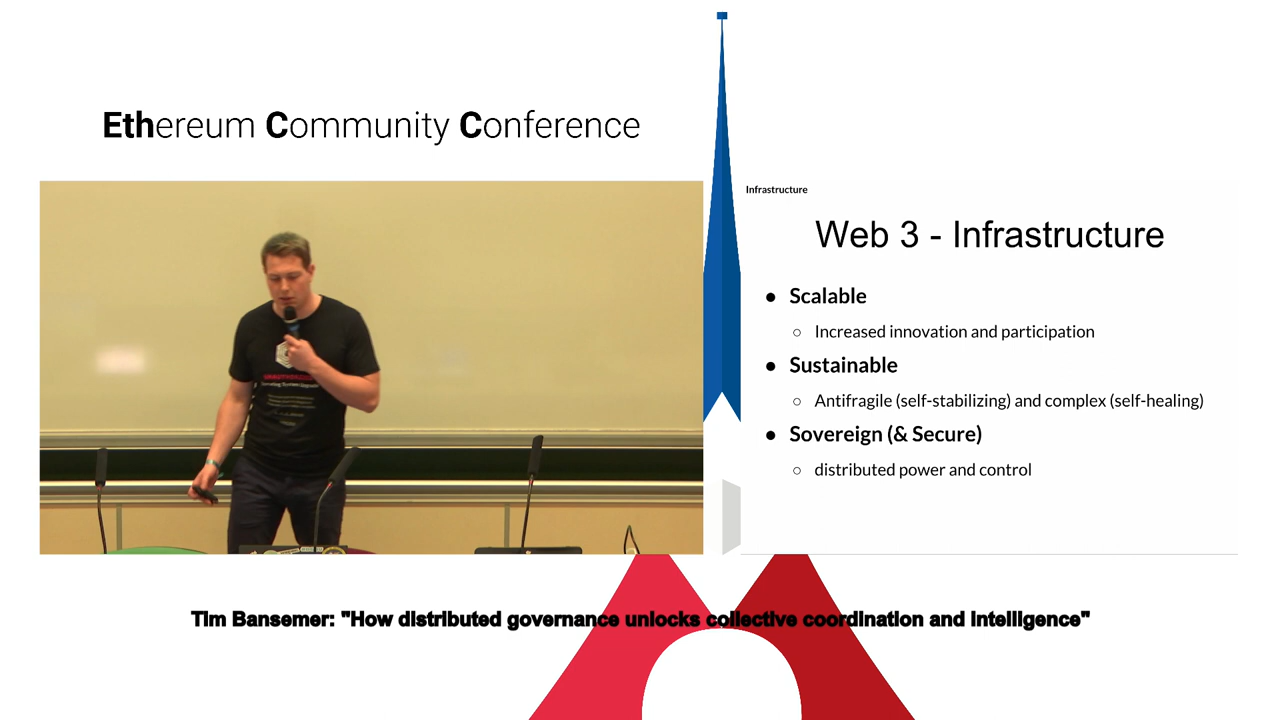 Ethereum Community Conference
Infrastructure
Web 3 - Infrastructure
● Scalable
○ Increased innovation and participation
● Sustainable
○ Antifragile (self-stabilizing) and complex (self-healing)
● Sovereign (& Secure)
○ distributed power and control
Tim Bansemer: "How distributed governance unlocks collective coordination and intelligence"